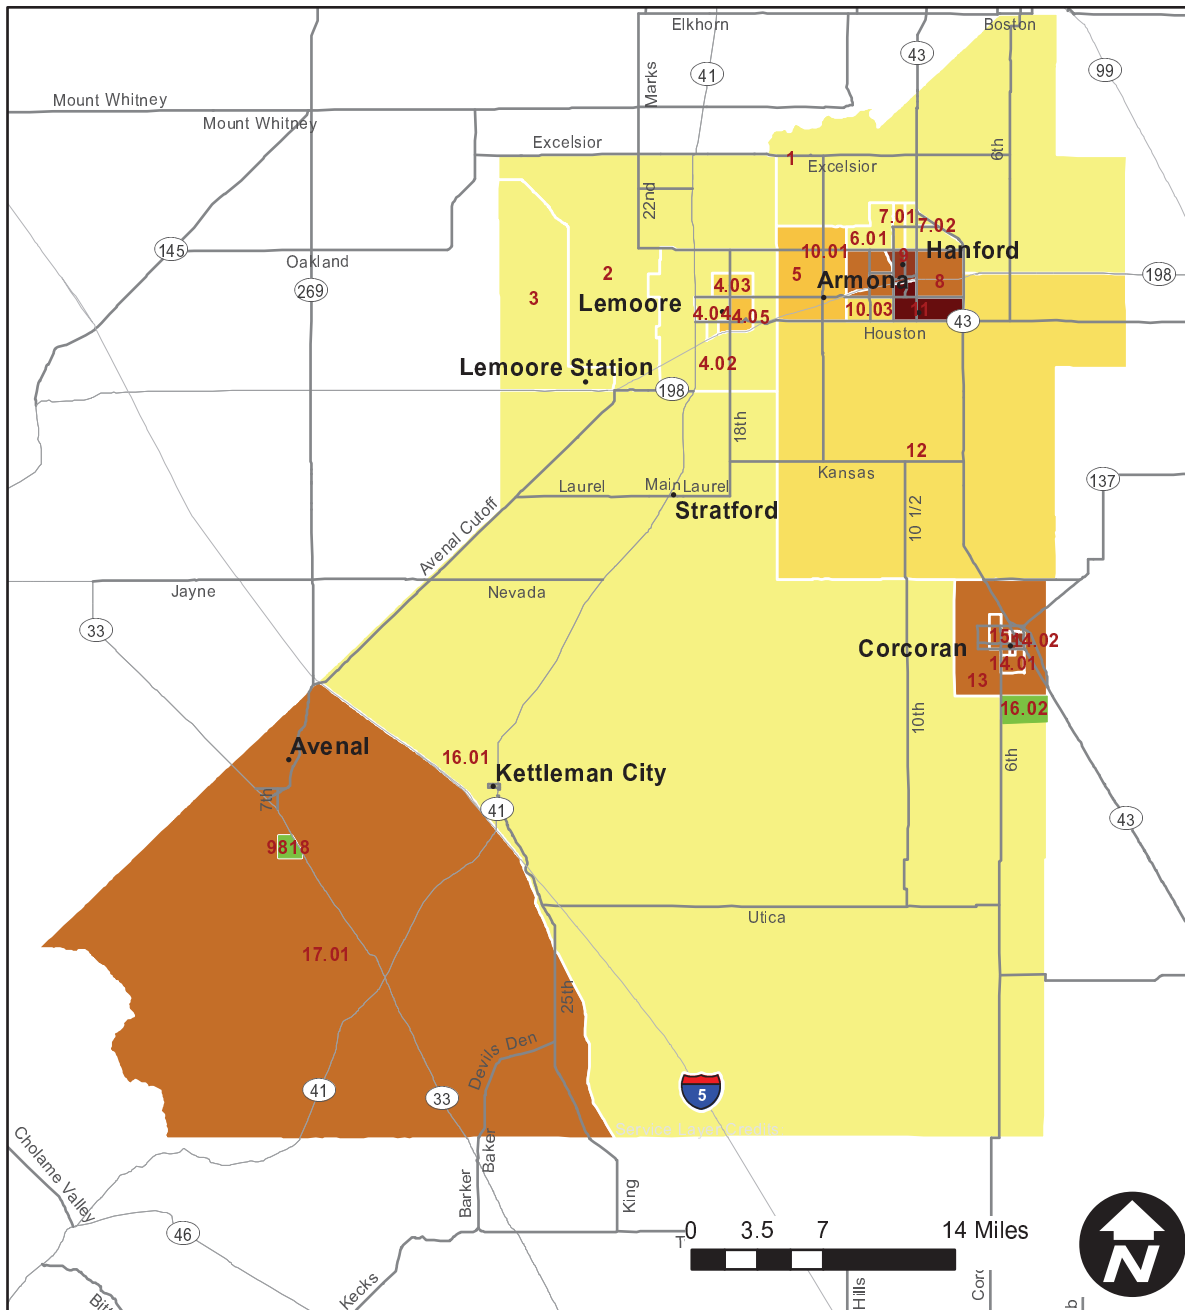 Elkhorn
Boston
43
41
99
Marks
Mount Whitney
Mount Whitney
Excelsior
6th
1
Excelsior
22nd
7.01
7.02
6.01
145
Oakland
10.01
9
Hanford
2
5
8
198
269
4.03
Armona
3
Lemoore
4.04
4.05
10.03
11
43
Houston
Lemoore Station
4.02
198
18th
12
Kansas
137
Laurel
Main
Laurel
Stratford
10 1/2
Avenal Cutoff
Jayne
Nevada
33
15
14.02
Corcoran
14.01
13
16.02
10th
Avenal
16.01
6th
Kettleman City
7th
41
43
9818
Utica
17.01
25th
Devils Den
41
33
5
Service Layer Credits
Cholame Valley
Baker
Barker
King
46
0 3.5 7 14 Miles
T
N
Kecks
Hills
Corc
Bitt
b